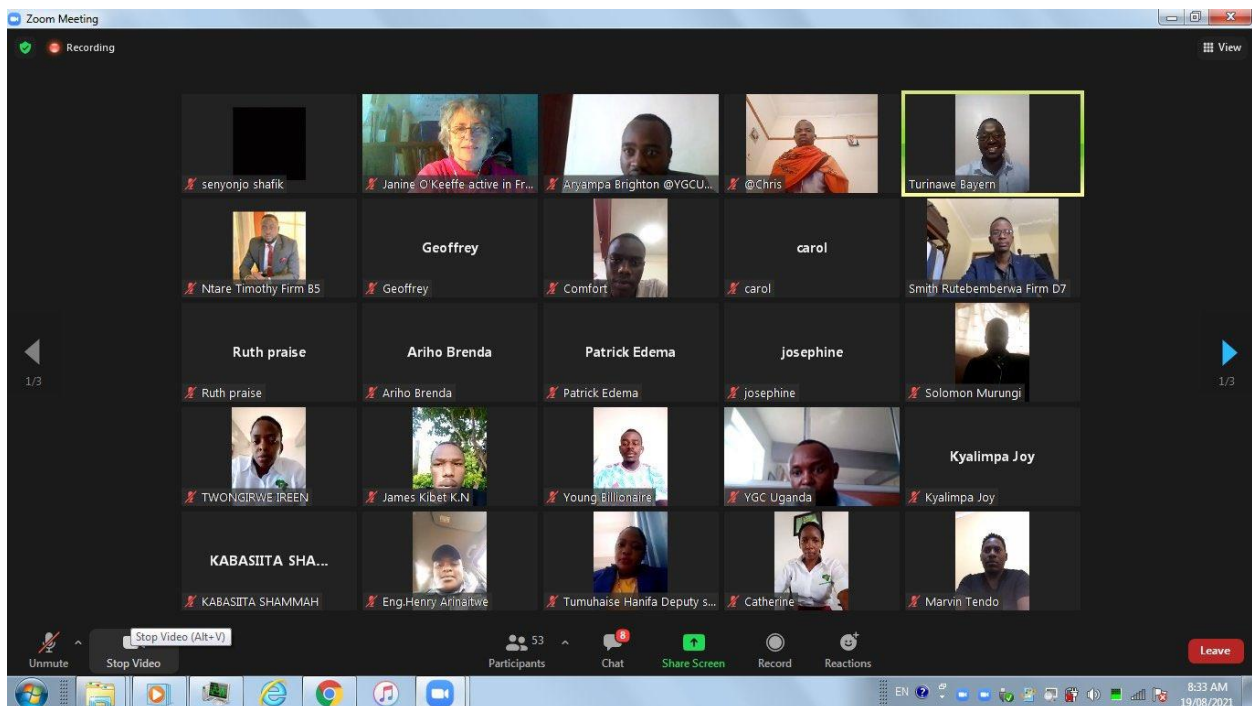 Zoom Meeting
Recording
View
senyonjo shafik
Janine O'Keeffe active in Fr...
Aryampa Brighton @YGCU...
@Chris
Turinawe Bayern
Ntare Timothy Firm B5
Geoffrey
Geoffrey
Comfort
carol
carol
Smith Rutebemberwa Firm D7
Ruth praise
Ruth praise
Ariho Brenda
Ariho Brenda
Patrick Edema
Patrick Edema
josephine
josephine
Solomon Murungi
1/3
1/3
TWONGIRWE IREEN
James Kibet K.N
Young Billionaire
YGC Uganda
Kyalimpa Joy
Kyalimpa Joy
KABASIITA SHA...
KABASIITA SHAMMAH
Eng.Henry Arinaitwe
Tumuhaise Hanifa Deputy s...
Catherine
Marvin Tendo
Stop Video (Alt+V)
Unmute
Stop Video
53
Participants
8
Chat
Share Screen
Record
Reactions
Leave
EN
8:33 AM
19/08/2021